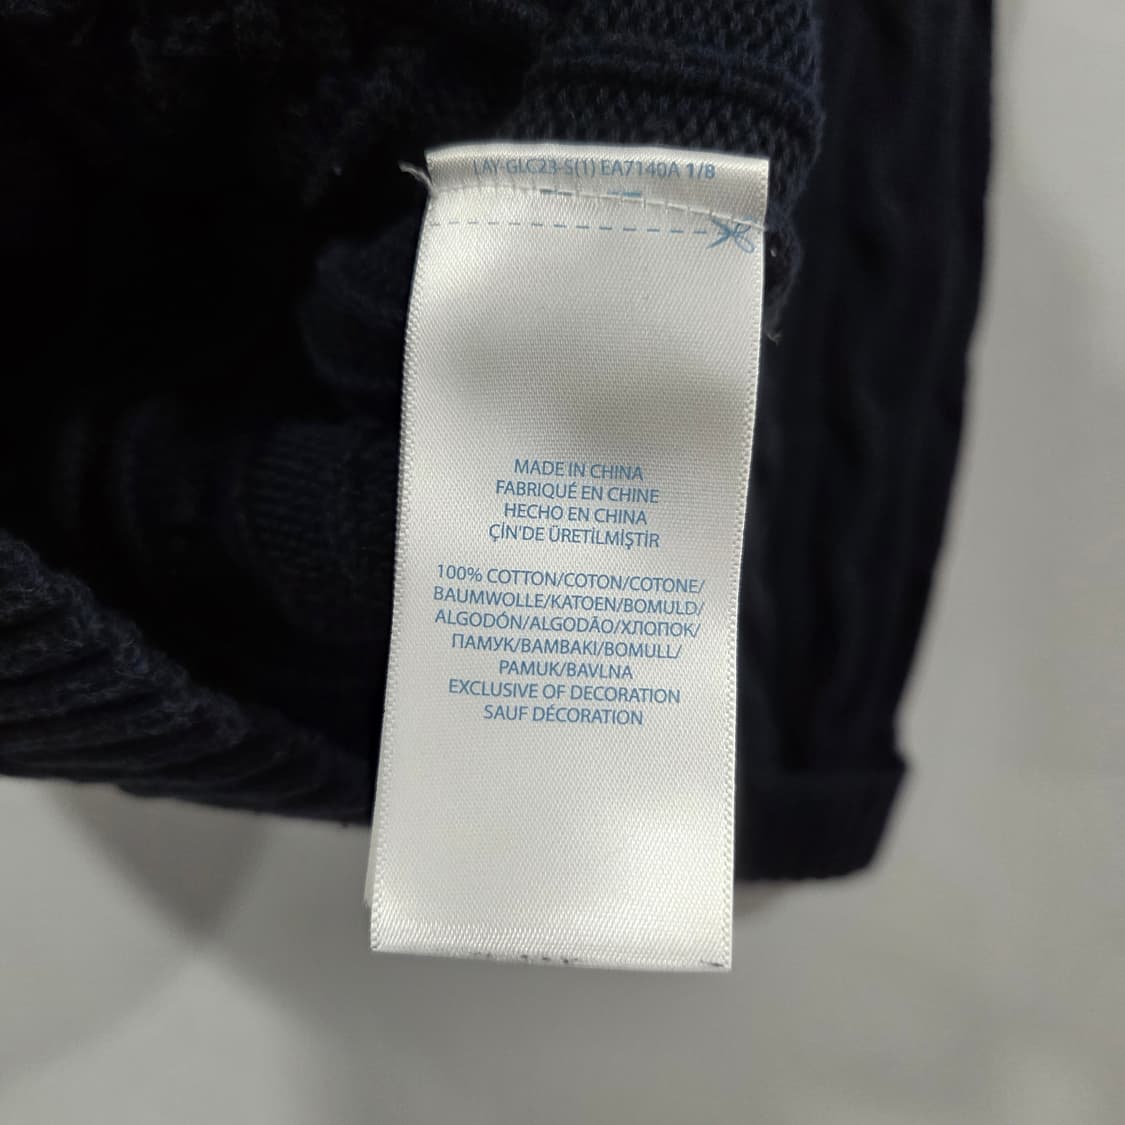 LAY-GLC23-S(1) EA7140A 1/8
MADE IN CHINA
FABRIQUÉ EN CHINE
HECHO EN CHINA
ÇİN'DE ÜRETİLMİŞTİR
100% COTTON/COTON/COTONE/
BAUMWOLLE/KATOEN/BOMULD/
ALGODÓN/ALGODÃO/ХЛОПОК/
ПАМУК/BAMBAKI/BOMULL/
PAMUK/BAVLNA
EXCLUSIVE OF DECORATION
SAUF DÉCORATION